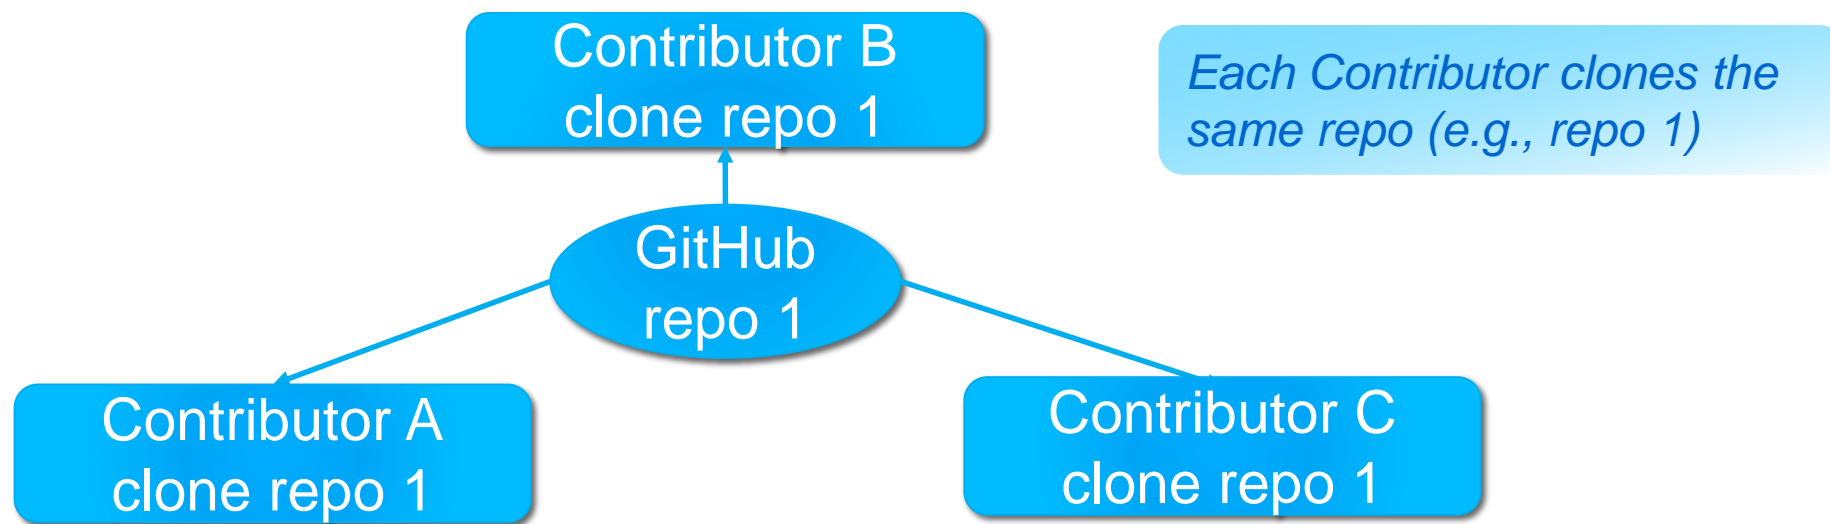 Contributor B
clone repo 1
Each Contributor clones the
same repo (e.g., repo 1)
GitHub
repo 1
Contributor A
clone repo 1
Contributor C
clone repo 1